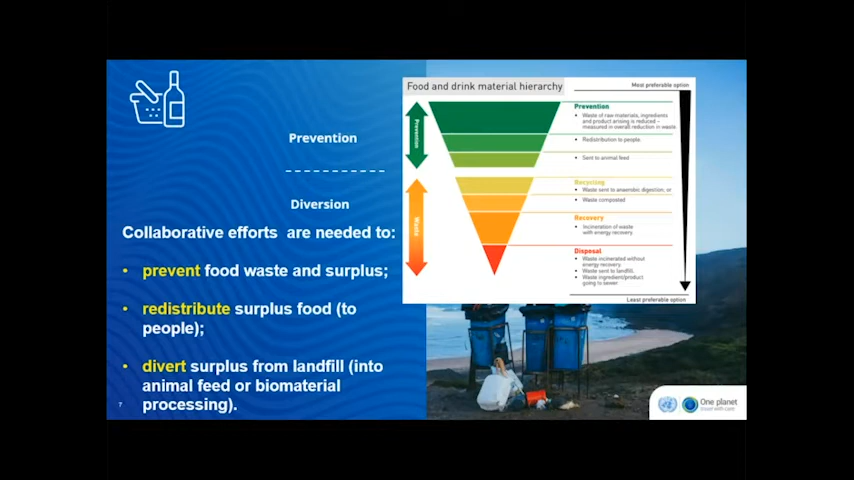 Food and drink material hierarchy
Most preferable option
Prevention
Prevention
• Waste of raw materials, ingredients
and product arising is reduced –
measured in overall reduction in waste
• Redistribution to people
• Sent to animal feed
Waste
Recycling
• Waste sent to anaerobic digestion, or
• Waste composted
Recovery
• Incineration of waste
with energy recovery
Disposal
• Waste incinerated without
energy recovery
• Waste sent to landfill
• Waste ingredient/product
going to sewer
Least preferable option
Prevention
Diversion
Collaborative efforts are needed to:
• prevent food waste and surplus;
• redistribute surplus food (to
people);
• divert surplus from landfill (into
animal feed or biomaterial
processing).
7
One planet
travel with care